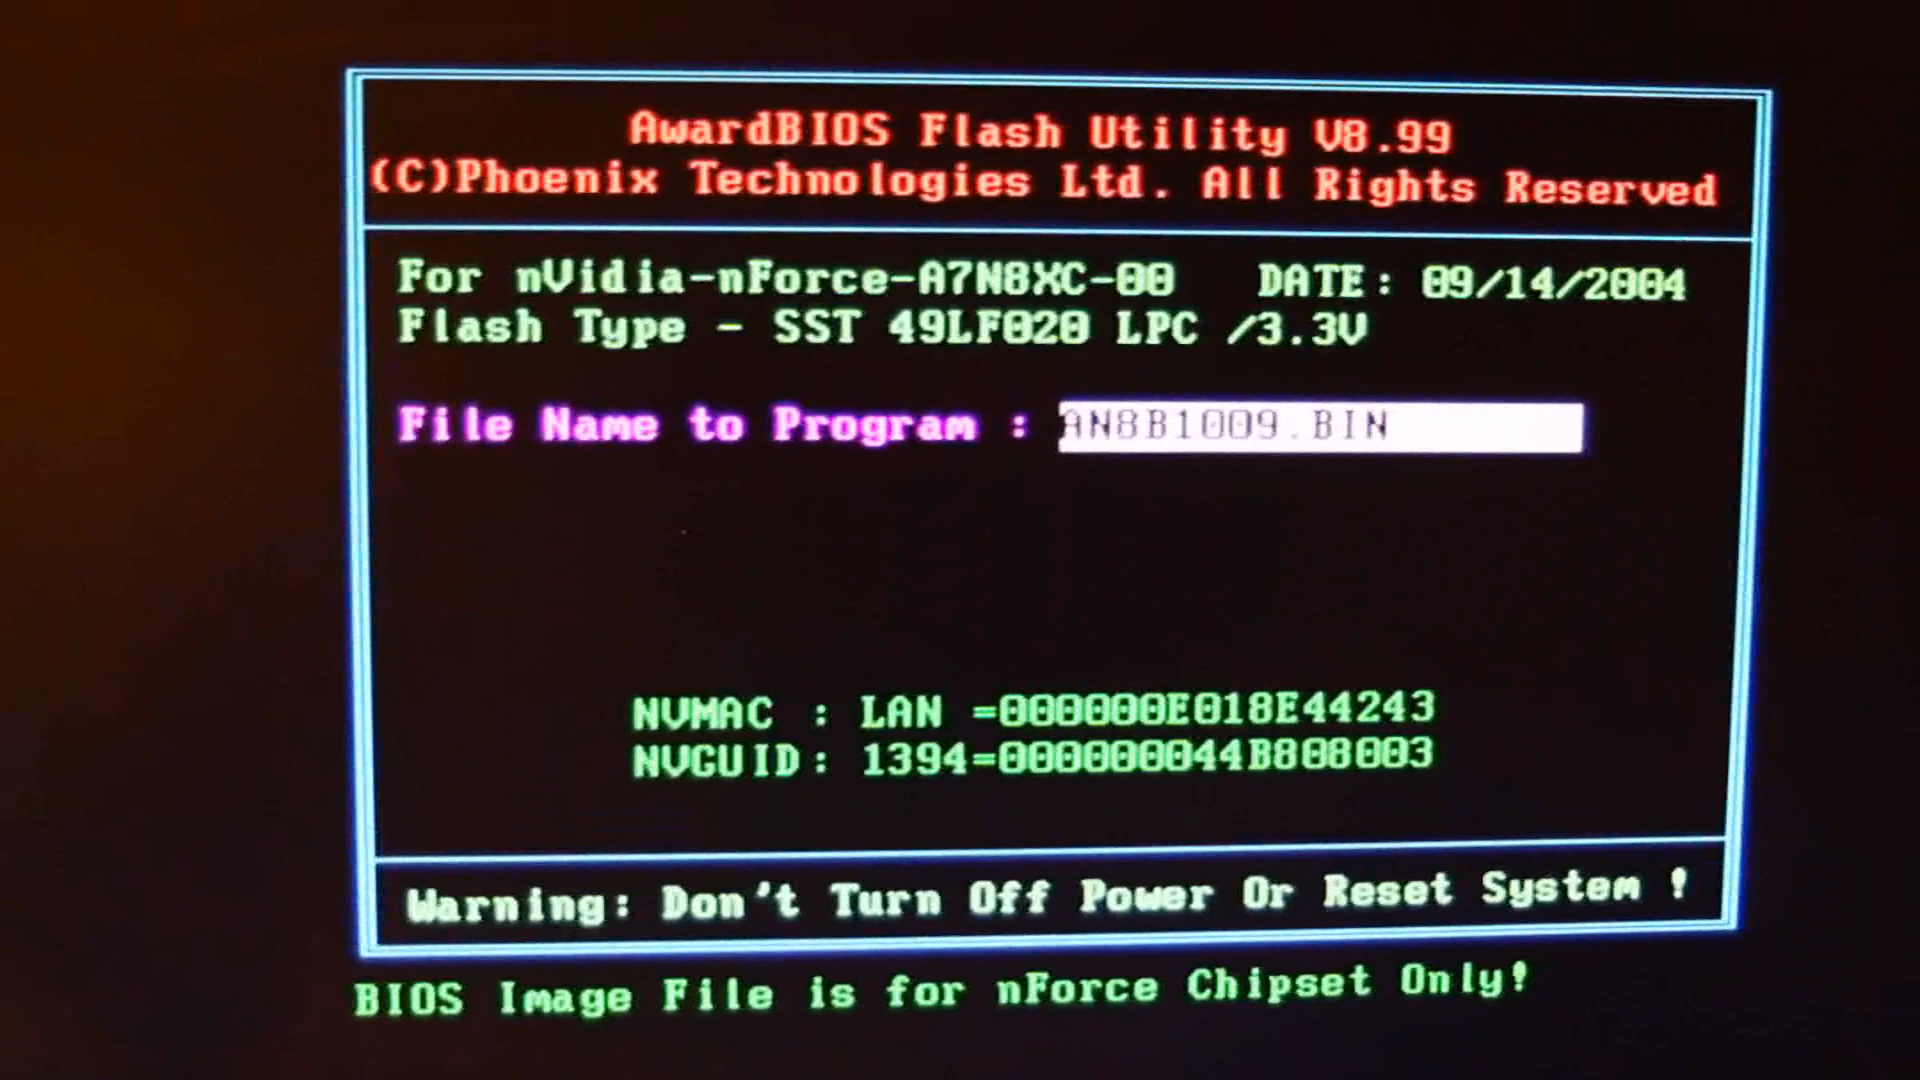 AwardBIOS Flash Utility V8.99
(C)Phoenix Technologies Ltd. All Rights Reserved
For nVidia-nForce-A7N8XC-00 DATE: 09/14/2004
Flash Type - SST 49LF020 LPC /3.3V
File Name to Program : AN8B1009.BIN
NVMAC : LAN =000000E018E44243
NVGUID: 1394=000000044B808003
Warning: Don't Turn Off Power Or Reset System !
BIOS Image File is for nForce Chipset Only!